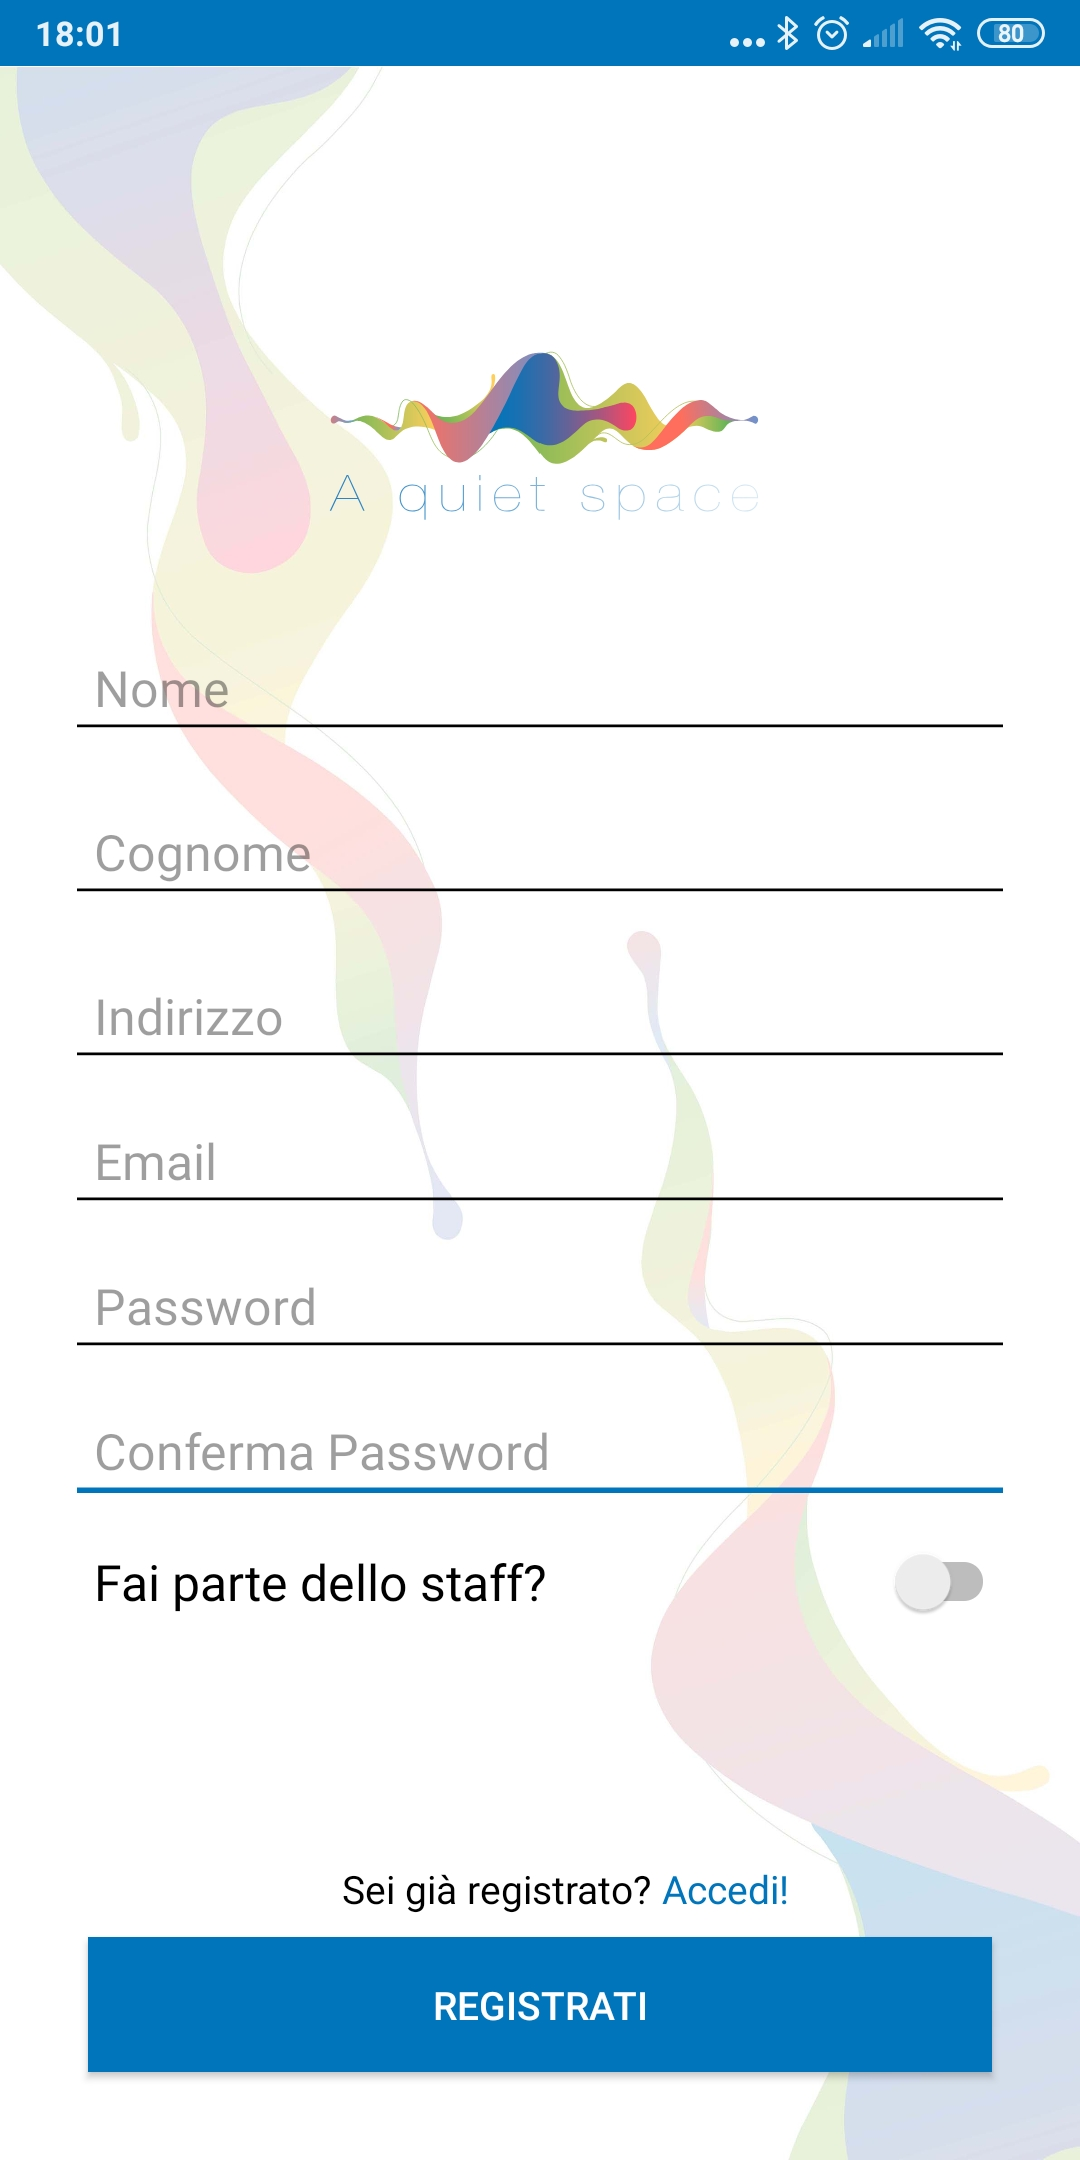 18:01
80
A quiet space
Nome
Cognome
Indirizzo
Email
Password
Conferma Password
Fai parte dello staff?
Sei già registrato? Accedi!
REGISTRATI